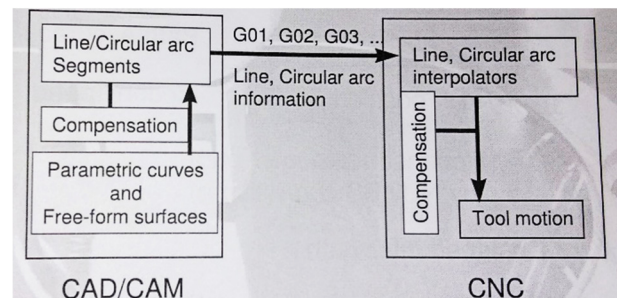 Line/Circular arc
Segments
Compensation
Parametric curves
and
Free-form surfaces
CAD/CAM
G01, G02, G03, ...
Line, Circular arc
information
Line, Circular arc
interpolators
Compensation
Tool motion
CNC